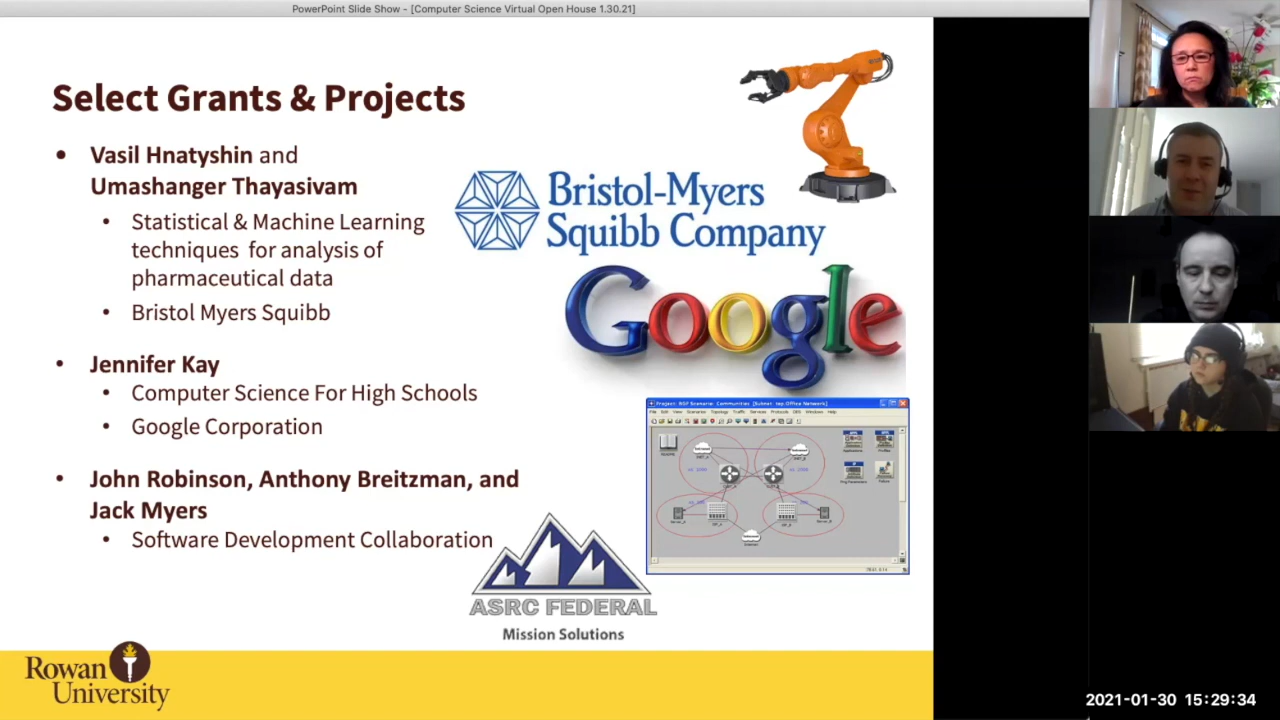 PowerPoint Slide Show - [Computer Science Virtual Open House 1.30.21]
Select Grants & Projects
• Vasil Hnatyshin and
Umashanger Thayasivam
• Statistical & Machine Learning
techniques for analysis of
pharmaceutical data
• Bristol Myers Squibb
• Jennifer Kay
• Computer Science For High Schools
• Google Corporation
• John Robinson, Anthony Breitzman, and
Jack Myers
• Software Development Collaboration
Bristol-Myers
Squibb Company
Google
ASRC FEDERAL
Mission Solutions
Rowan
University
2021-01-30 15:29:34